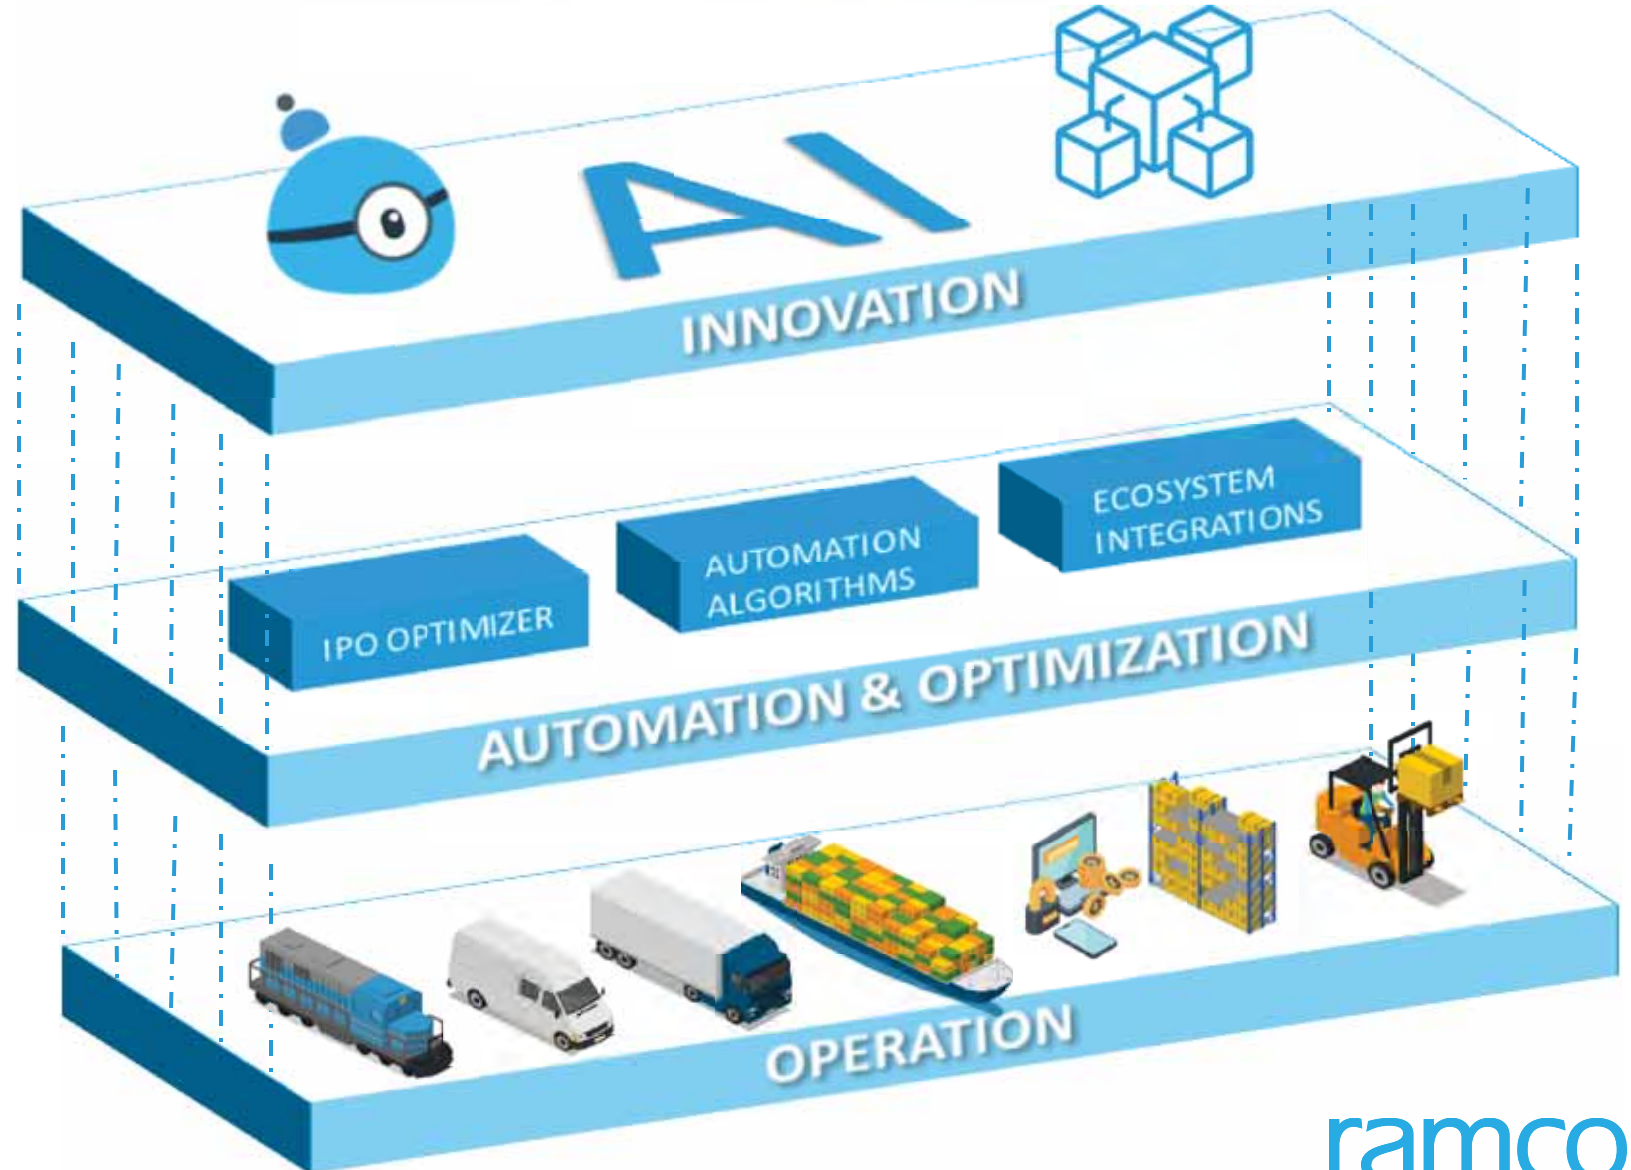 AI
INNOVATION
IPO OPTIMIZER
AUTOMATION
ALGORITHMS
ECOSYSTEM
INTEGRATIONS
AUTOMATION & OPTIMIZATION
OPERATION
ramco